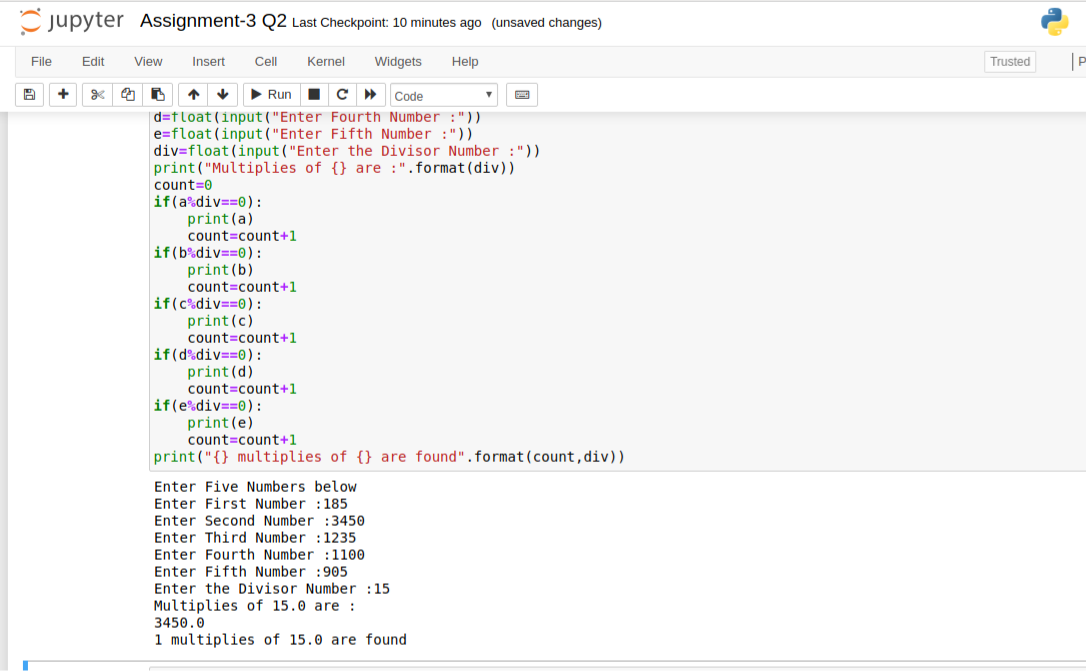 jupyter Assignment-3 Q2 Last Checkpoint: 10 minutes ago (unsaved changes)
File Edit View Insert Cell Kernel Widgets Help Trusted P
Run Code
d=float(input("Enter Fourth Number :"))
e=float(input("Enter Fifth Number :"))
div=float(input("Enter the Divisor Number :"))
print("Multiplies of {} are :".format(div))
count=0
if(a%div==0):
    print(a)
    count=count+1
if(b%div==0):
    print(b)
    count=count+1
if(c%div==0):
    print(c)
    count=count+1
if(d%div==0):
    print(d)
    count=count+1
if(e%div==0):
    print(e)
    count=count+1
print("{} multiplies of {} are found".format(count,div))
Enter Five Numbers below
Enter First Number :185
Enter Second Number :3450
Enter Third Number :1235
Enter Fourth Number :1100
Enter Fifth Number :905
Enter the Divisor Number :15
Multiplies of 15.0 are :
3450.0
1 multiplies of 15.0 are found